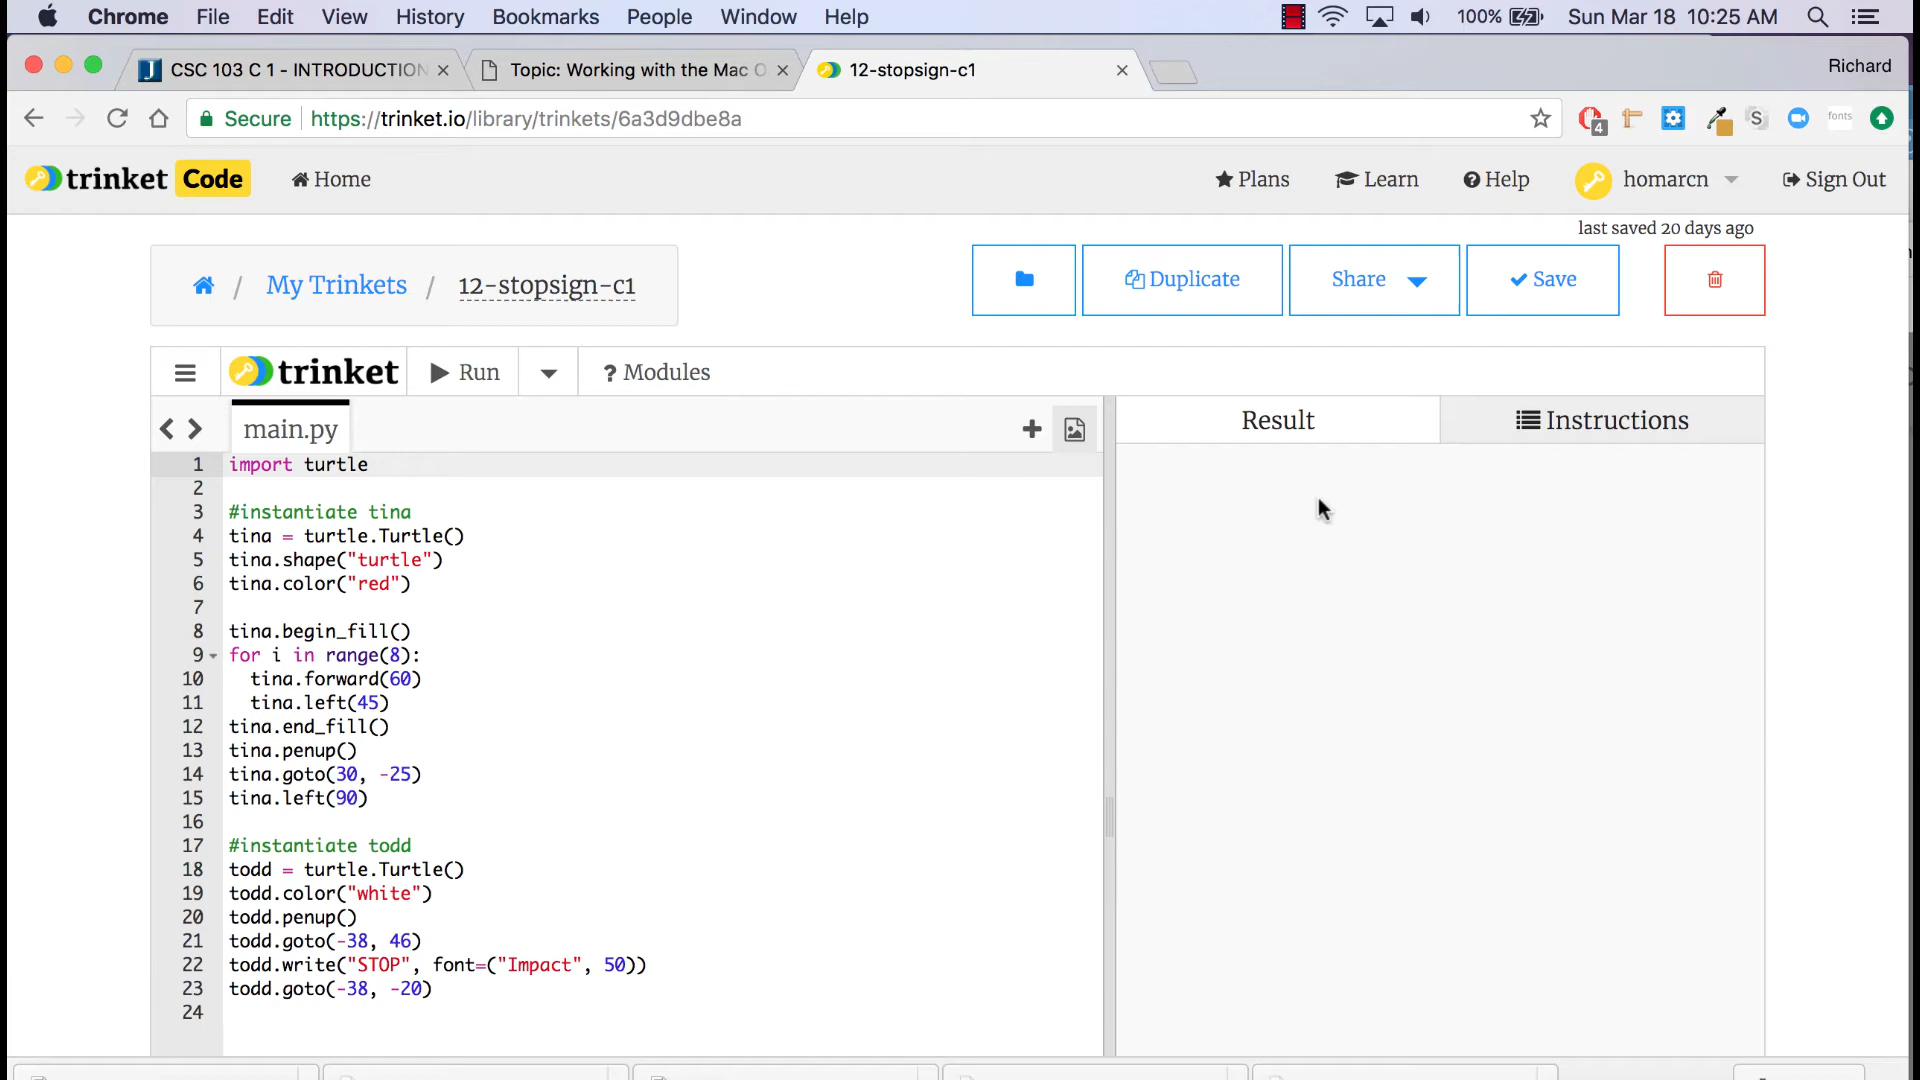 Chrome File Edit View History Bookmarks People Window Help 100% Sun Mar 18 10:25 AM
CSC 103 C 1 - INTRODUCTION Topic: Working with the Mac O 12-stopsign-c1 Richard
Secure https://trinket.io/library/trinkets/6a3d9dbe8a 4 S fonts
trinket Code Home Plans Learn Help homarcn Sign Out
last saved 20 days ago
/ My Trinkets / 12-stopsign-c1 Duplicate Share Save
trinket Run ? Modules
main.py Result Instructions
1 import turtle
2
3 #instantiate tina
4 tina = turtle.Turtle()
5 tina.shape("turtle")
6 tina.color("red")
7
8 tina.begin_fill()
9 for i in range(8):
10 tina.forward(60)
11 tina.left(45)
12 tina.end_fill()
13 tina.penup()
14 tina.goto(30, -25)
15 tina.left(90)
16
17 #instantiate todd
18 todd = turtle.Turtle()
19 todd.color("white")
20 todd.penup()
21 todd.goto(-38, 46)
22 todd.write("STOP", font=("Impact", 50))
23 todd.goto(-38, -20)
24